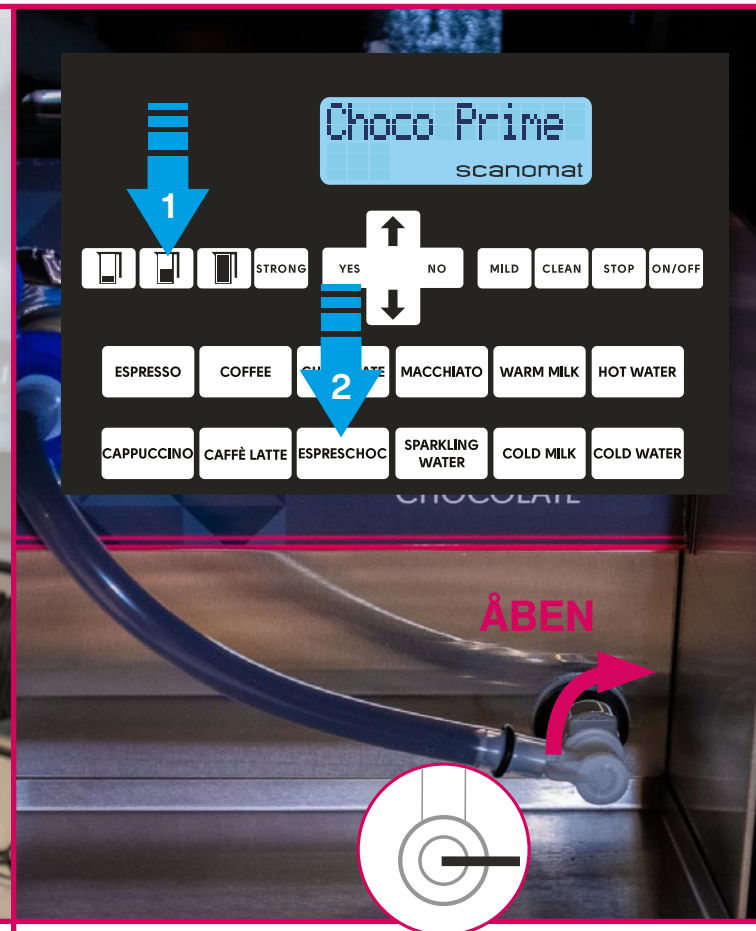 Choco Prime
scanomat
1
STRONG
YES
NO
MILD
CLEAN
STOP
ON/OFF
2
ESPRESSO
COFFEE
MACCHIATO
WARM MILK
HOT WATER
CAPPUCCINO
CAFFÈ LATTE
ESPRESCHOC
SPARKLING
WATER
COLD MILK
COLD WATER
CHOCOLATE
ÅBEN